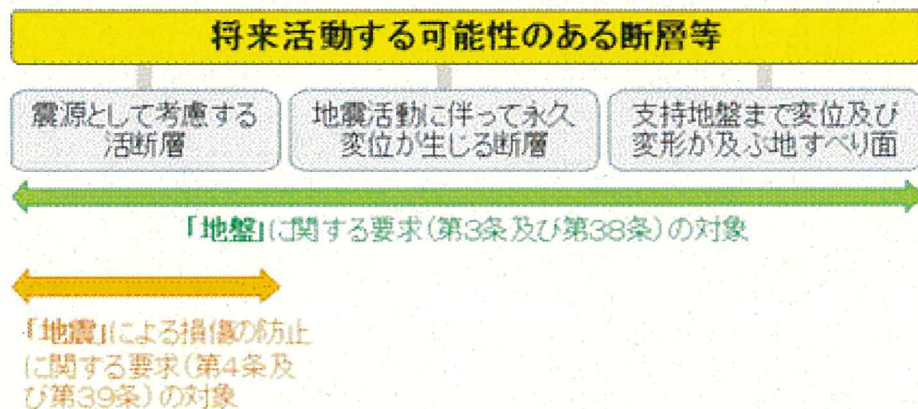 将来活動する可能性のある断層等
震源として考慮する
活断層
地震活動に伴って永久
変位が生じる断層
支持地盤まで変位及び
変形が及ぶ地すべり面
「地盤」に関する要求(第3条及び第38条)の対象
「地震」による損傷の防止
に関する要求(第4条及
び第39条)の対象